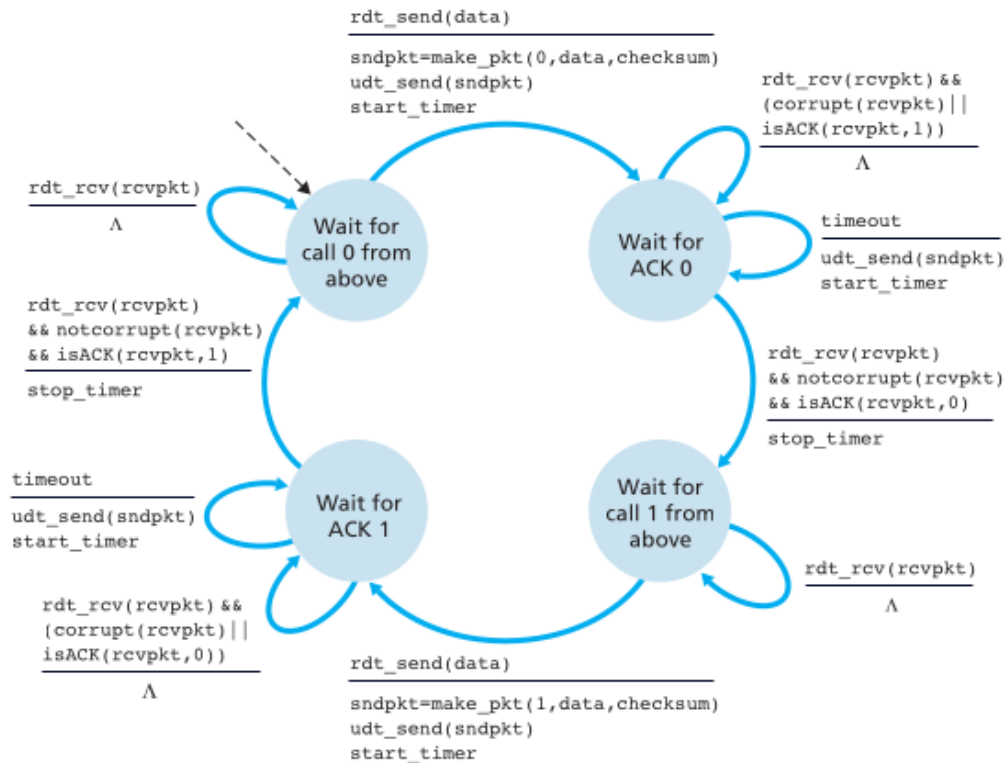 rdt_send(data)
sndpkt=make_pkt(0,data,checksum)
udt_send(sndpkt)
start_timer
rdt_rcv(rcvpkt) &&
(corrupt(rcvpkt)||
isACK(rcvpkt,1))
Λ
rdt_rcv(rcvpkt)
Λ
Wait for
call 0 from
above
Wait for
ACK 0
timeout
udt_send(sndpkt)
start_timer
rdt_rcv(rcvpkt)
&& notcorrupt(rcvpkt)
&& isACK(rcvpkt,1)
stop_timer
rdt_rcv(rcvpkt)
&& notcorrupt(rcvpkt)
&& isACK(rcvpkt,0)
stop_timer
timeout
udt_send(sndpkt)
start_timer
Wait for
ACK 1
Wait for
call 1 from
above
rdt_rcv(rcvpkt)
Λ
rdt_rcv(rcvpkt) &&
(corrupt(rcvpkt)||
isACK(rcvpkt,0))
Λ
rdt_send(data)
sndpkt=make_pkt(1,data,checksum)
udt_send(sndpkt)
start_timer